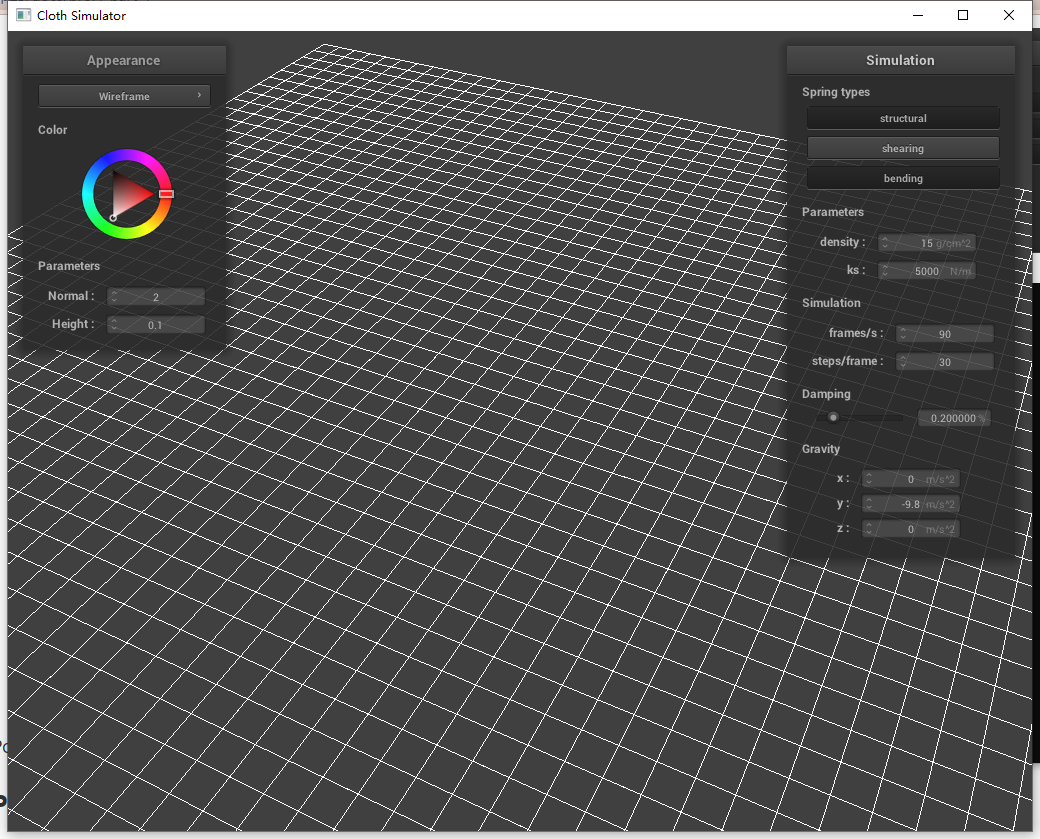 Cloth Simulator
Appearance
Wireframe
Color
Parameters
Normal : 2
Height : 0.1
Simulation
Spring types
structural
shearing
bending
Parameters
density : 15 g/cm^2
ks : 5000 N/m
Simulation
frames/s : 90
steps/frame : 30
Damping
0.200000 %
Gravity
x : 0 m/s^2
y : -9.8 m/s^2
z : 0 m/s^2